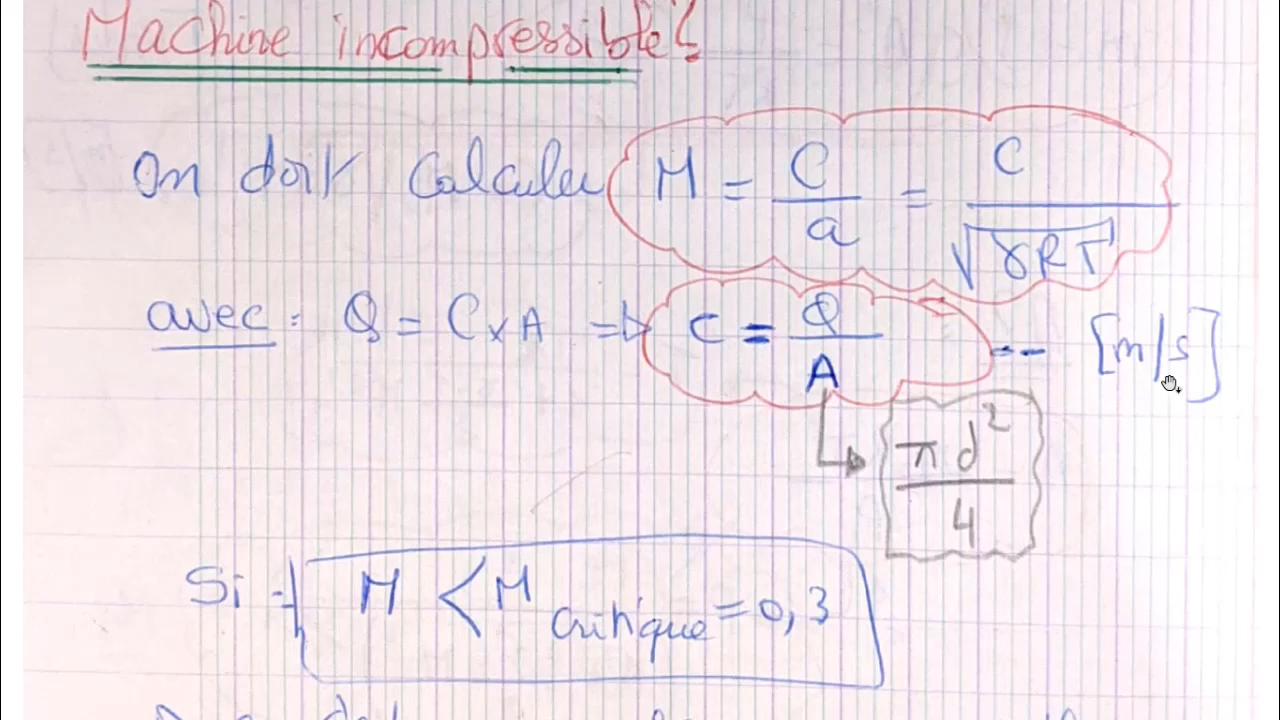 Machine incompressible
On doit Calculer M = C/a = C/√γRT
avec : Q = C×A => C = Q/A -- [m/s]
πd²/4
Si M < M critique = 0,3